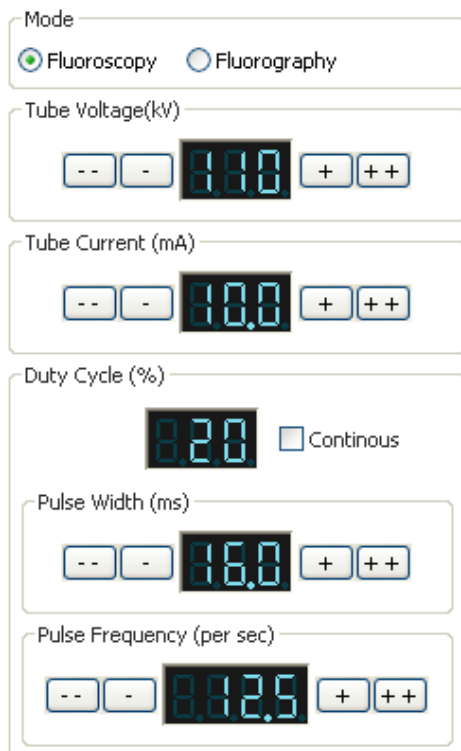 Mode
Fluoroscopy Fluorography
Tube Voltage(kV)
-- - 110 + ++
Tube Current (mA)
-- - 10.0 + ++
Duty Cycle (%)
20 Continous
Pulse Width (ms)
-- - 16.0 + ++
Pulse Frequency (per sec)
-- - 12.5 + ++